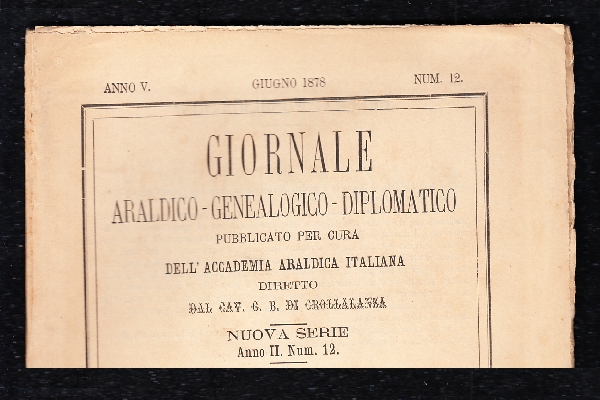 ANNO V. GIUGNO 1878 NUM. 12.
GIORNALE
ARALDICO-GENEALOGICO-DIPLOMATICO
PUBBLICATO PER CURA
DELL' ACCADEMIA ARALDICA ITALIANA
DIRETTO
DAL CAV. G. B. DI CROLLALANZA
NUOVA SERIE
Anno II. Num. 12.